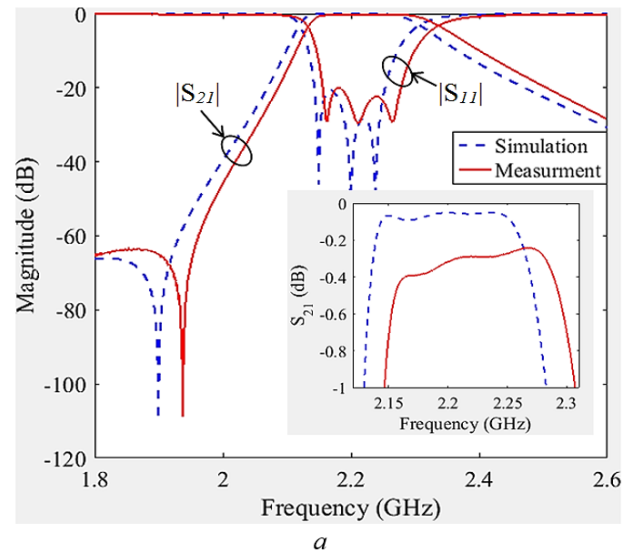 0
-20
-40
-60
-80
-100
-120
Magnitude (dB)
1.8
2
2.2
2.4
2.6
Frequency (GHz)
|S21|
|S11|
Simulation
Measurment
0
-0.2
-0.4
-0.6
-0.8
-1
S21 (dB)
2.15
2.2
2.25
2.3
Frequency (GHz)
a